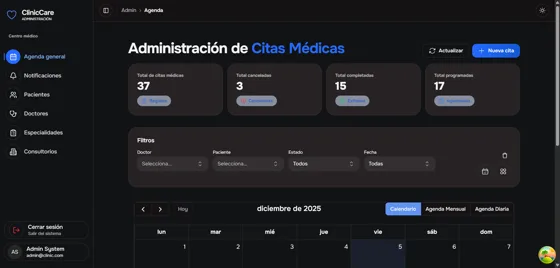 ClinicCare
ADMINISTRACIÓN
Centro médico
Agenda general
Notificaciones
Pacientes
Doctores
Especialidades
Consultorios
Cerrar sesión
Salir del sistema
AS
Admin System
admin@clinic.com
Admin › Agenda
Administración de Citas Médicas
Actualizar
+ Nueva cita
Total de citas médicas
37
Total canceladas
3
Total completadas
15
Total programadas
17
Filtros
Doctor
Selecciona...
Paciente
Selecciona...
Estado
Todos
Fecha
Todas
Hoy
diciembre de 2025
Calendario
Agenda Mensual
Agenda Diaria
lun mar mié jue vie sáb dom
1 2 3 4 5 6 7